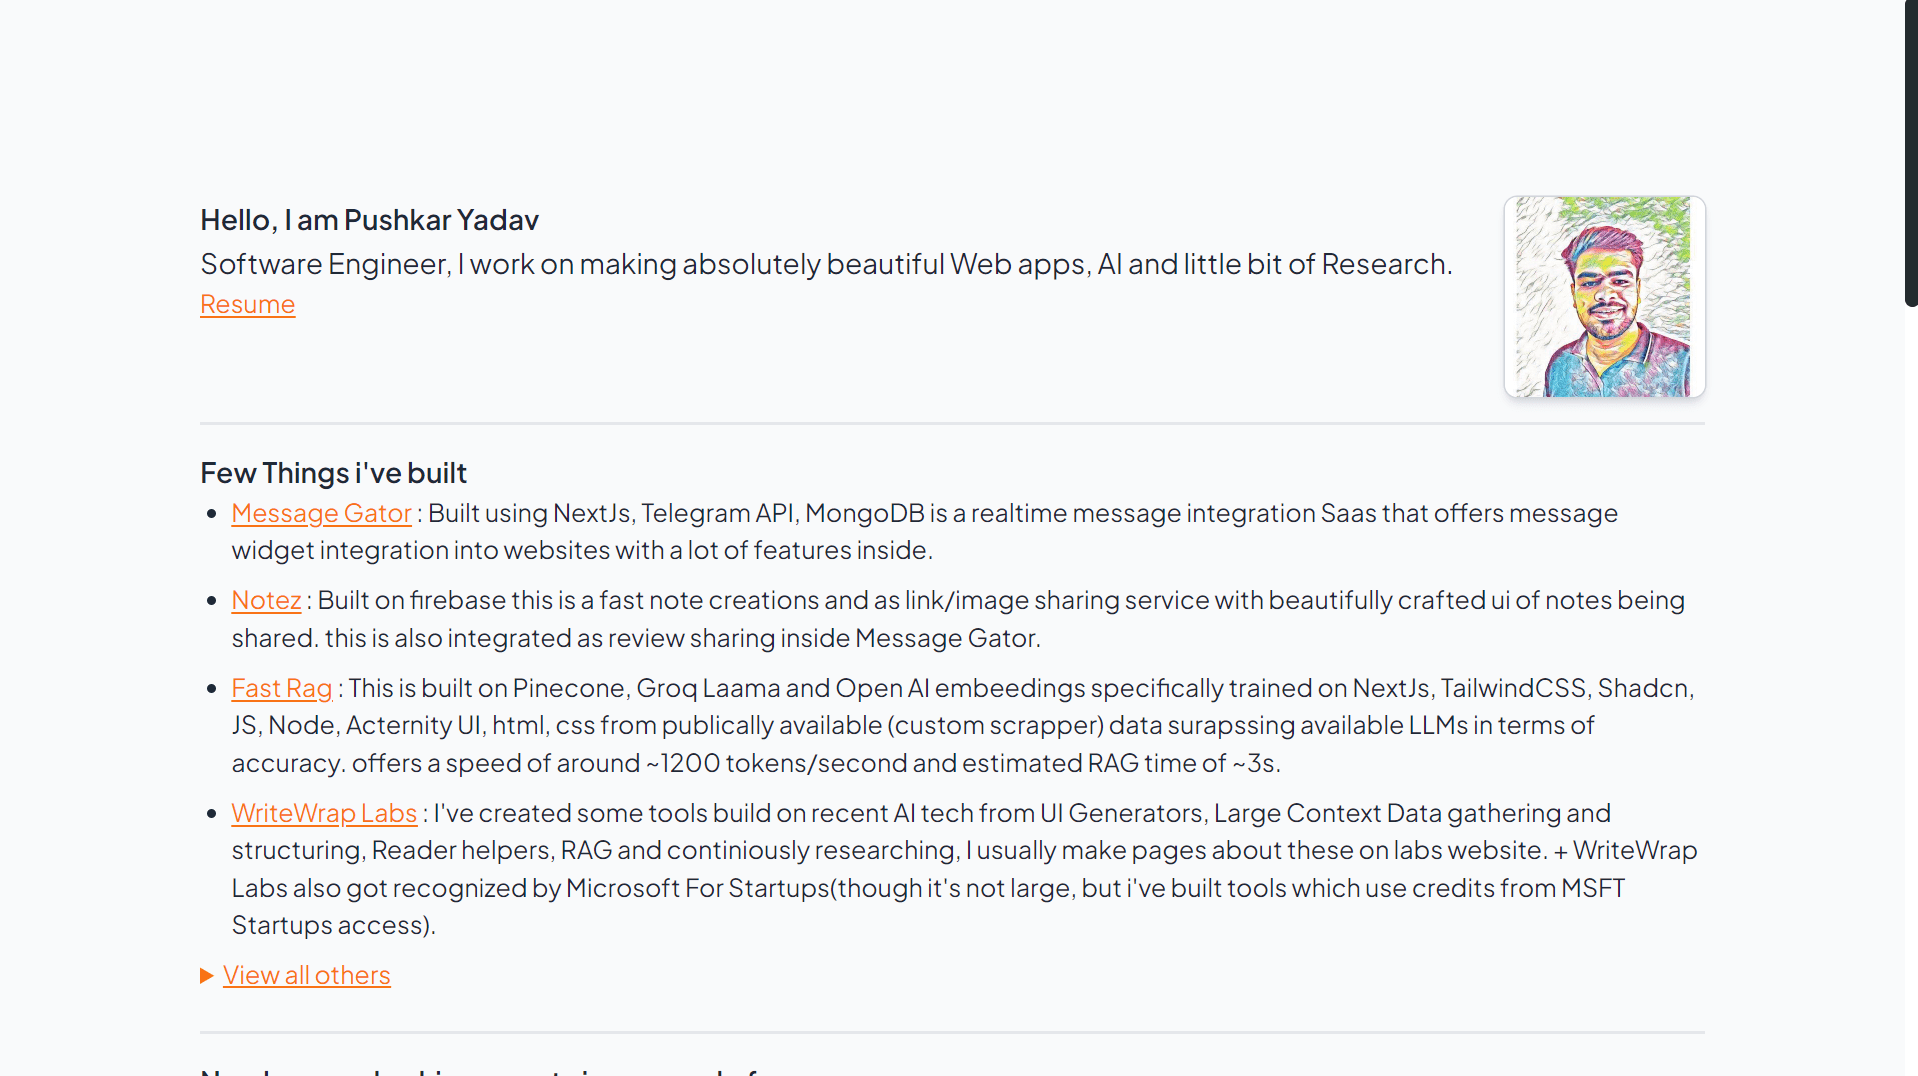 Hello, I am Pushkar Yadav
Software Engineer, I work on making absolutely beautiful Web apps, AI and little bit of Research.
Resume
Few Things i've built
Message Gator : Built using NextJs, Telegram API, MongoDB is a realtime message integration Saas that offers message
widget integration into websites with a lot of features inside.
Notez : Built on firebase this is a fast note creations and as link/image sharing service with beautifully crafted ui of notes being
shared. this is also integrated as review sharing inside Message Gator.
Fast Rag : This is built on Pinecone, Groq Laama and Open AI embeedings specifically trained on NextJs, TailwindCSS, Shadcn,
JS, Node, Acternity UI, html, css from publically available (custom scrapper) data surapssing available LLMs in terms of
accuracy. offers a speed of around ~1200 tokens/second and estimated RAG time of ~3s.
WriteWrap Labs : I've created some tools build on recent AI tech from UI Generators, Large Context Data gathering and
structuring, Reader helpers, RAG and continiously researching, I usually make pages about these on labs website. + WriteWrap
Labs also got recognized by Microsoft For Startups(though it's not large, but i've built tools which use credits from MSFT
Startups access).
View all others